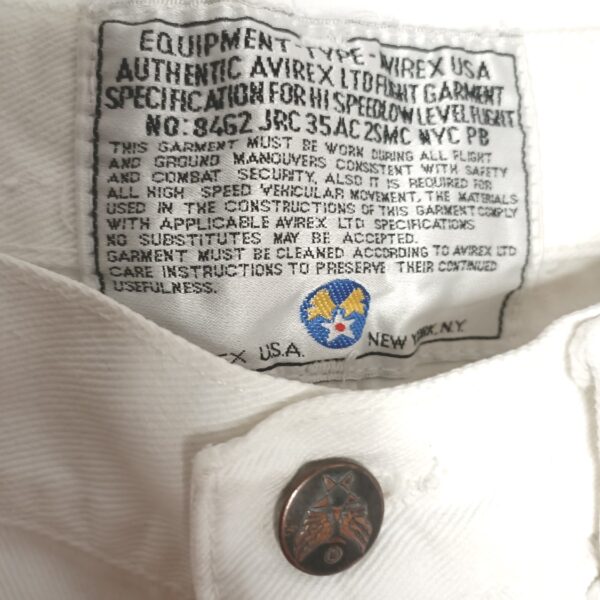 EQUIPMENT-TYPE-AVIREX USA
AUTHENTIC AVIREX LTD FLIGHT GARMENT
SPECIFICATION FOR HI SPEED LOW LEVEL FLIGHT
NO: 8462 JRC 35AC 2SMC NYC PB
THIS GARMENT MUST BE WORK DURING ALL FLIGHT
AND GROUND MANOUVERS CONSISTENT WITH SAFETY
AND COMBAT SECURITY, ALSO IT IS REQUIRED FOR
ALL HIGH SPEED VEHICULAR MOVEMENT, THE MATERIALS
USED IN THE CONSTRUCTIONS OF THIS GARMENT COMPLY
WITH APPLICABLE AVIREX LTD SPECIFICATIONS
NO SUBSTITUTES MAY BE ACCEPTED.
GARMENT MUST BE CLEANED ACCORDING TO AVIREX LTD
CARE INSTRUCTIONS TO PRESERVE THEIR CONTINUED
USEFULNESS.
EX U.S.A. NEW YORK, N.Y.